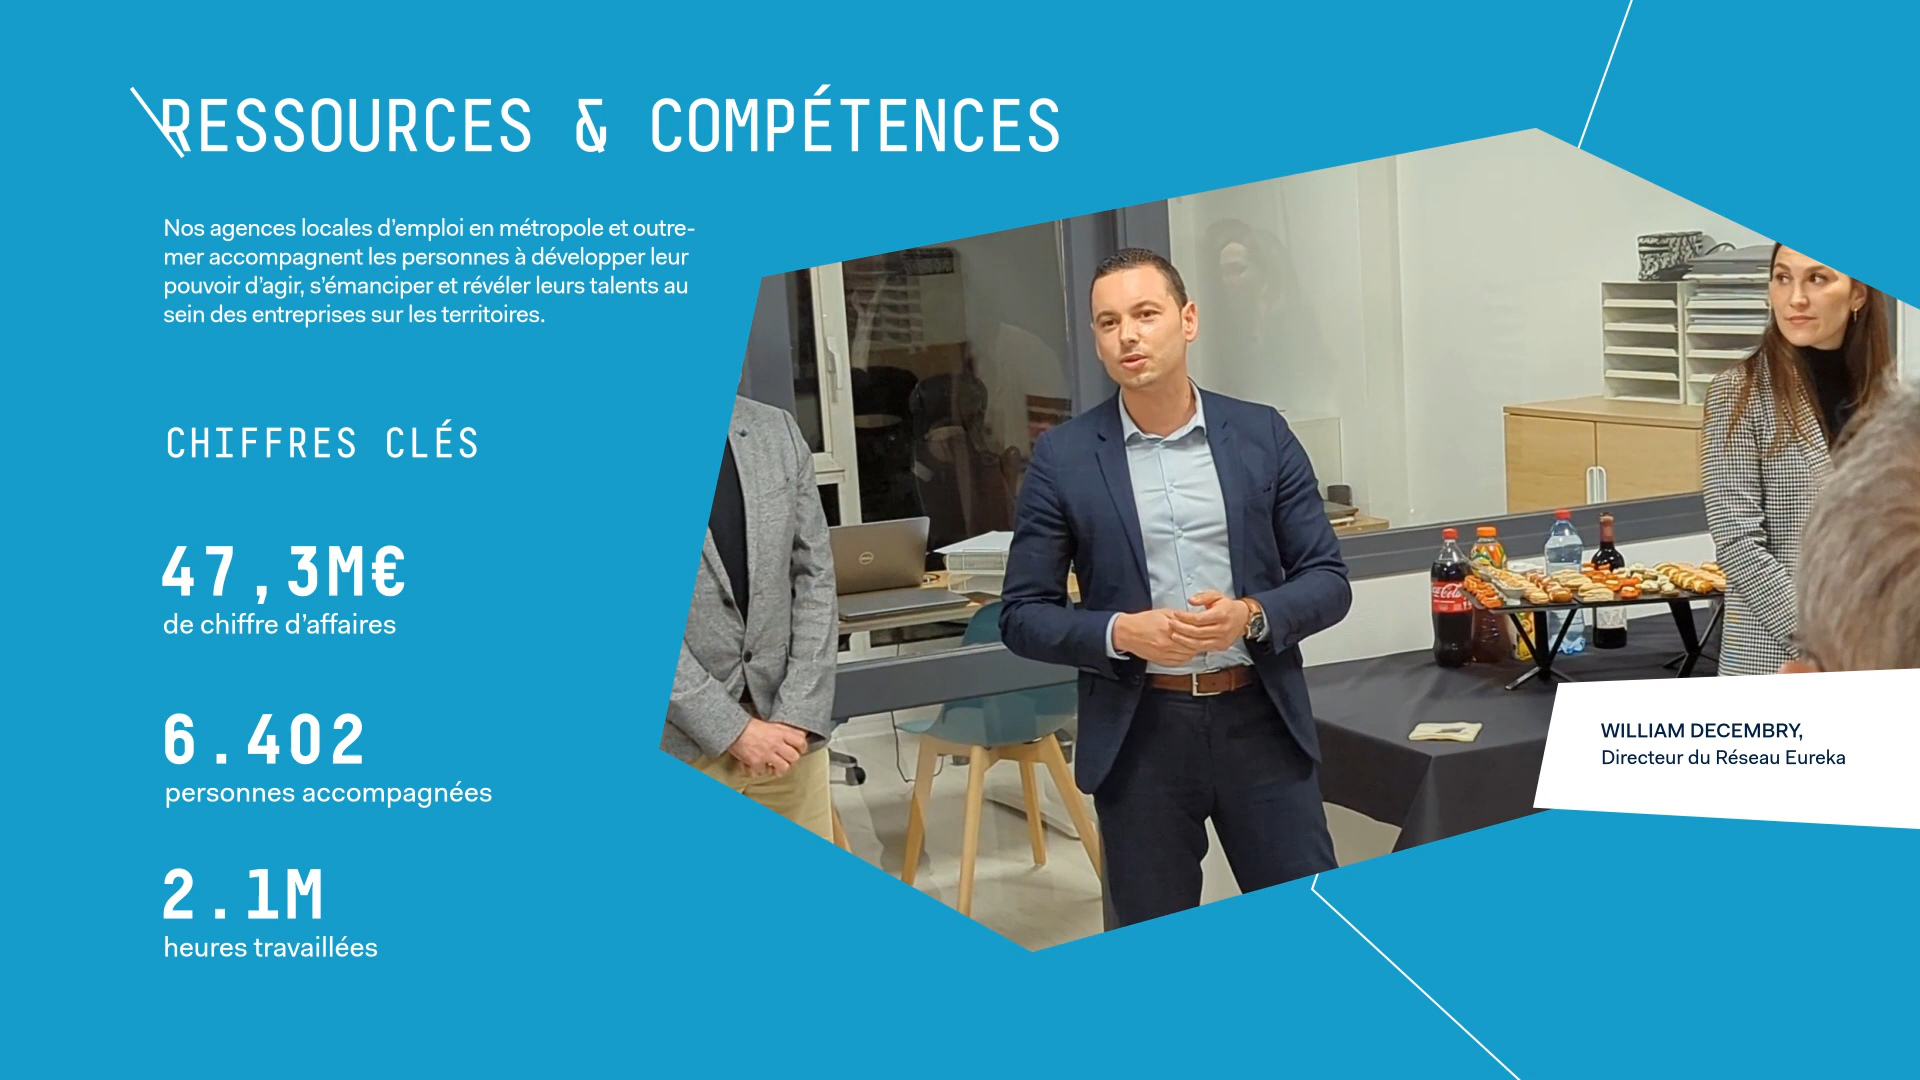 RESSOURCES & COMPÉTENCES
Nos agences locales d’emploi en métropole et outre-
mer accompagnent les personnes à développer leur
pouvoir d’agir, s’émanciper et révéler leurs talents au
sein des entreprises sur les territoires.
CHIFFRES CLÉS
47,3M€
de chiffre d’affaires
6.402
personnes accompagnées
2.1M
heures travaillées
WILLIAM DECEMBRY,
Directeur du Réseau Eureka